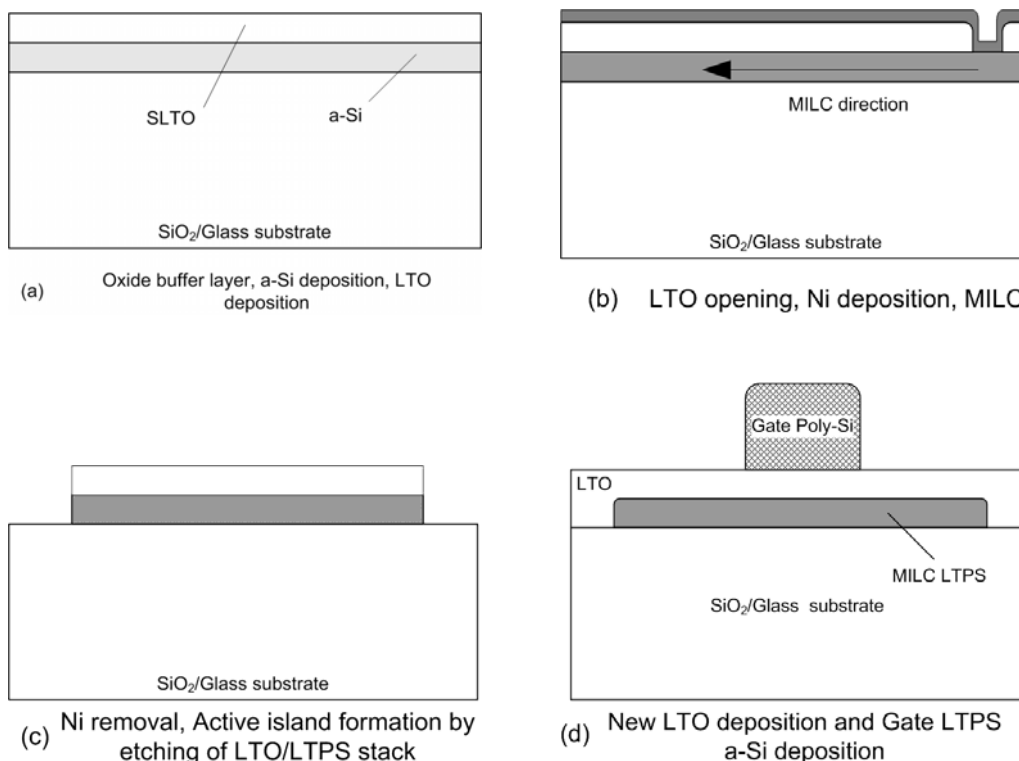 SLTO
a-Si
SiO₂/Glass substrate
(a) Oxide buffer layer, a-Si deposition, LTO
deposition
MILC direction
SiO₂/Glass substrate
(b) LTO opening, Ni deposition, MILC
SiO₂/Glass substrate
(c) Ni removal, Active island formation by
etching of LTO/LTPS stack
Gate Poly-Si
LTO
MILC LTPS
SiO₂/Glass substrate
(d) New LTO deposition and Gate LTPS
a-Si deposition